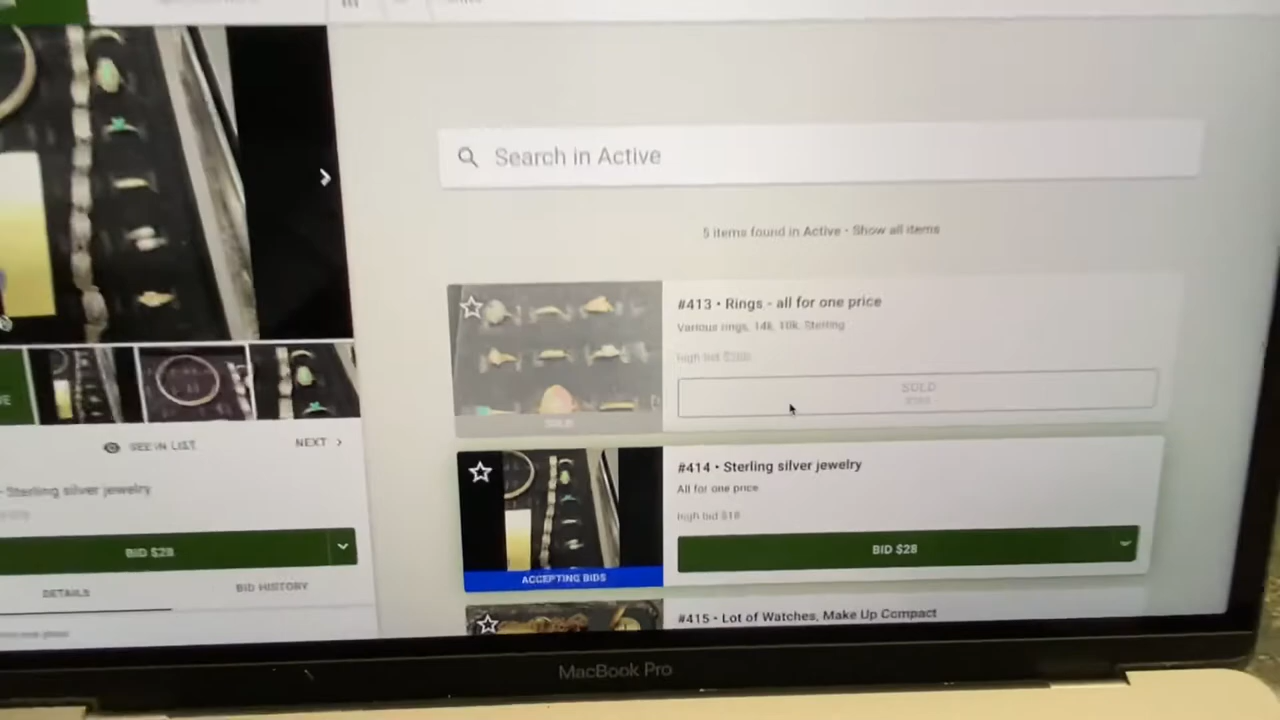 Search in Active
5 items found in Active - Show all items
#413 • Rings - all for one price
Various rings, 14k, 10k, Sterling
high bid
SOLD
SOLD
#414 • Sterling silver jewelry
All for one price
high bid $18
BID $28
ACCEPTING BIDS
#415 • Lot of Watches, Make Up Compact
SEE IN LIST
NEXT
- Sterling silver jewelry
BID $28
DETAILS
BID HISTORY
MacBook Pro